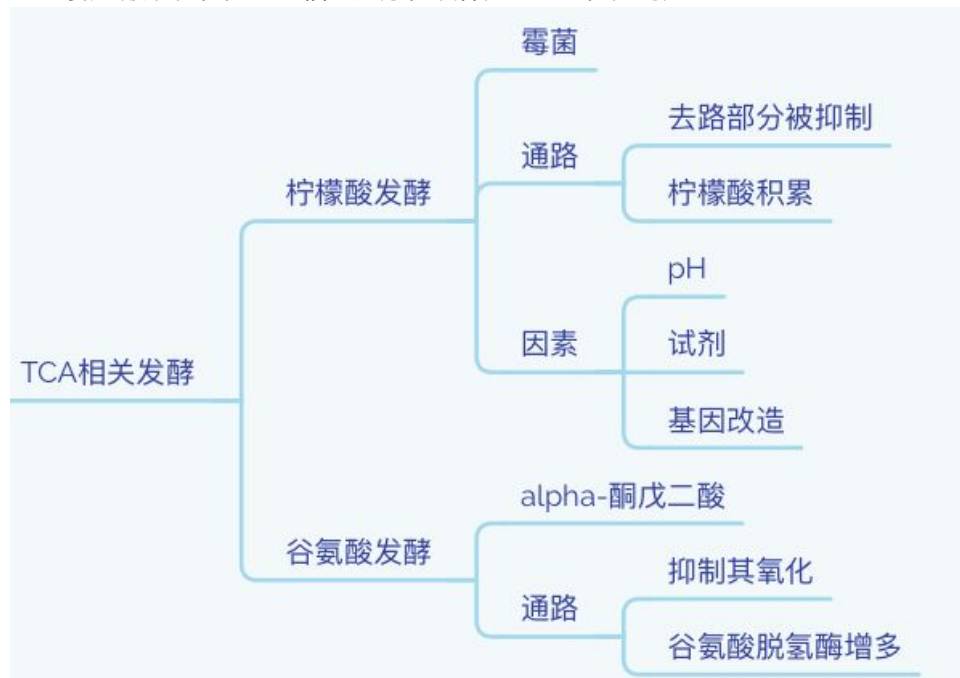 TCA相关发酵
柠檬酸发酵
霉菌
通路
去路部分被抑制
柠檬酸积累
因素
pH
试剂
基因改造
谷氨酸发酵
alpha-酮戊二酸
通路
抑制其氧化
谷氨酸脱氢酶增多